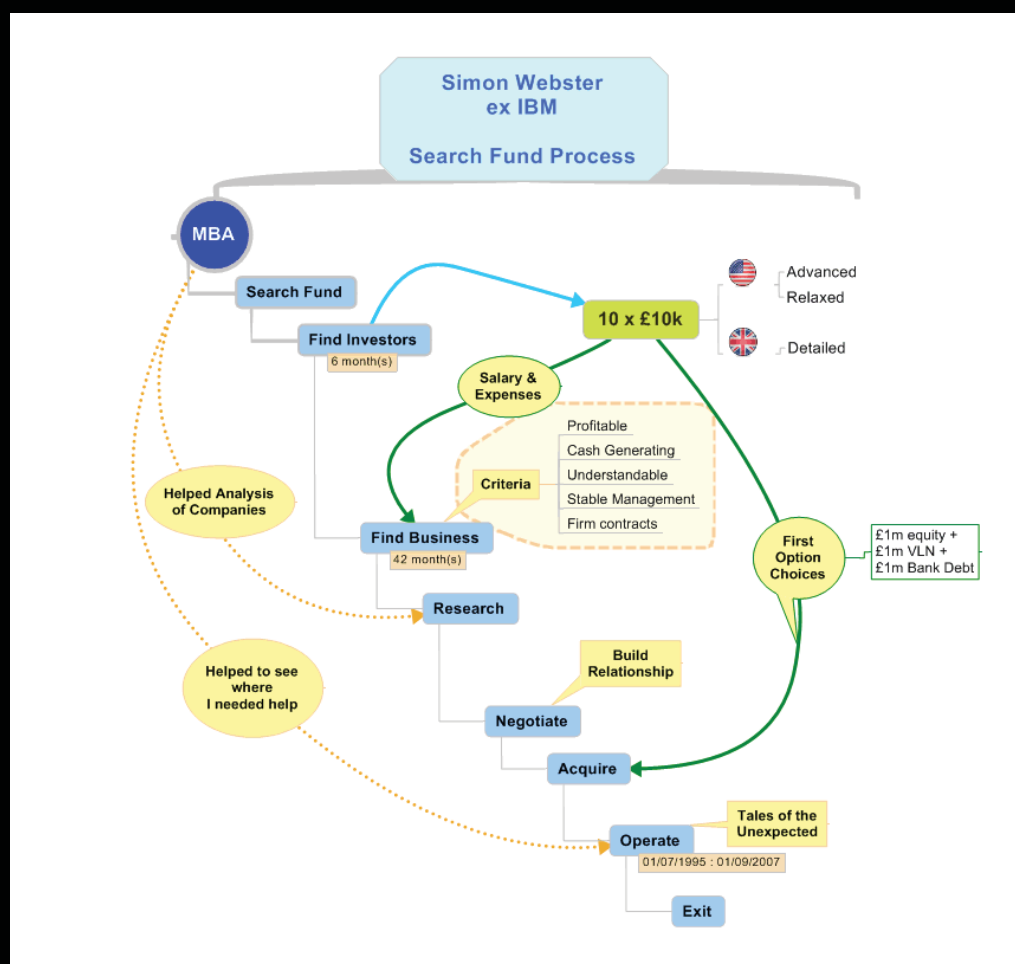 Simon Webster
ex IBM
Search Fund Process
MBA
Search Fund
Find Investors
6 month(s)
10 x £10k
Advanced
Relaxed
Detailed
Salary &
Expenses
Profitable
Cash Generating
Understandable
Stable Management
Firm contracts
Criteria
Helped Analysis
of Companies
Find Business
42 month(s)
First
Option
Choices
£1m equity +
£1m VLN +
£1m Bank Debt
Research
Build
Relationship
Helped to see
where
I needed help
Negotiate
Acquire
Tales of the
Unexpected
Operate
01/07/1995 : 01/09/2007
Exit